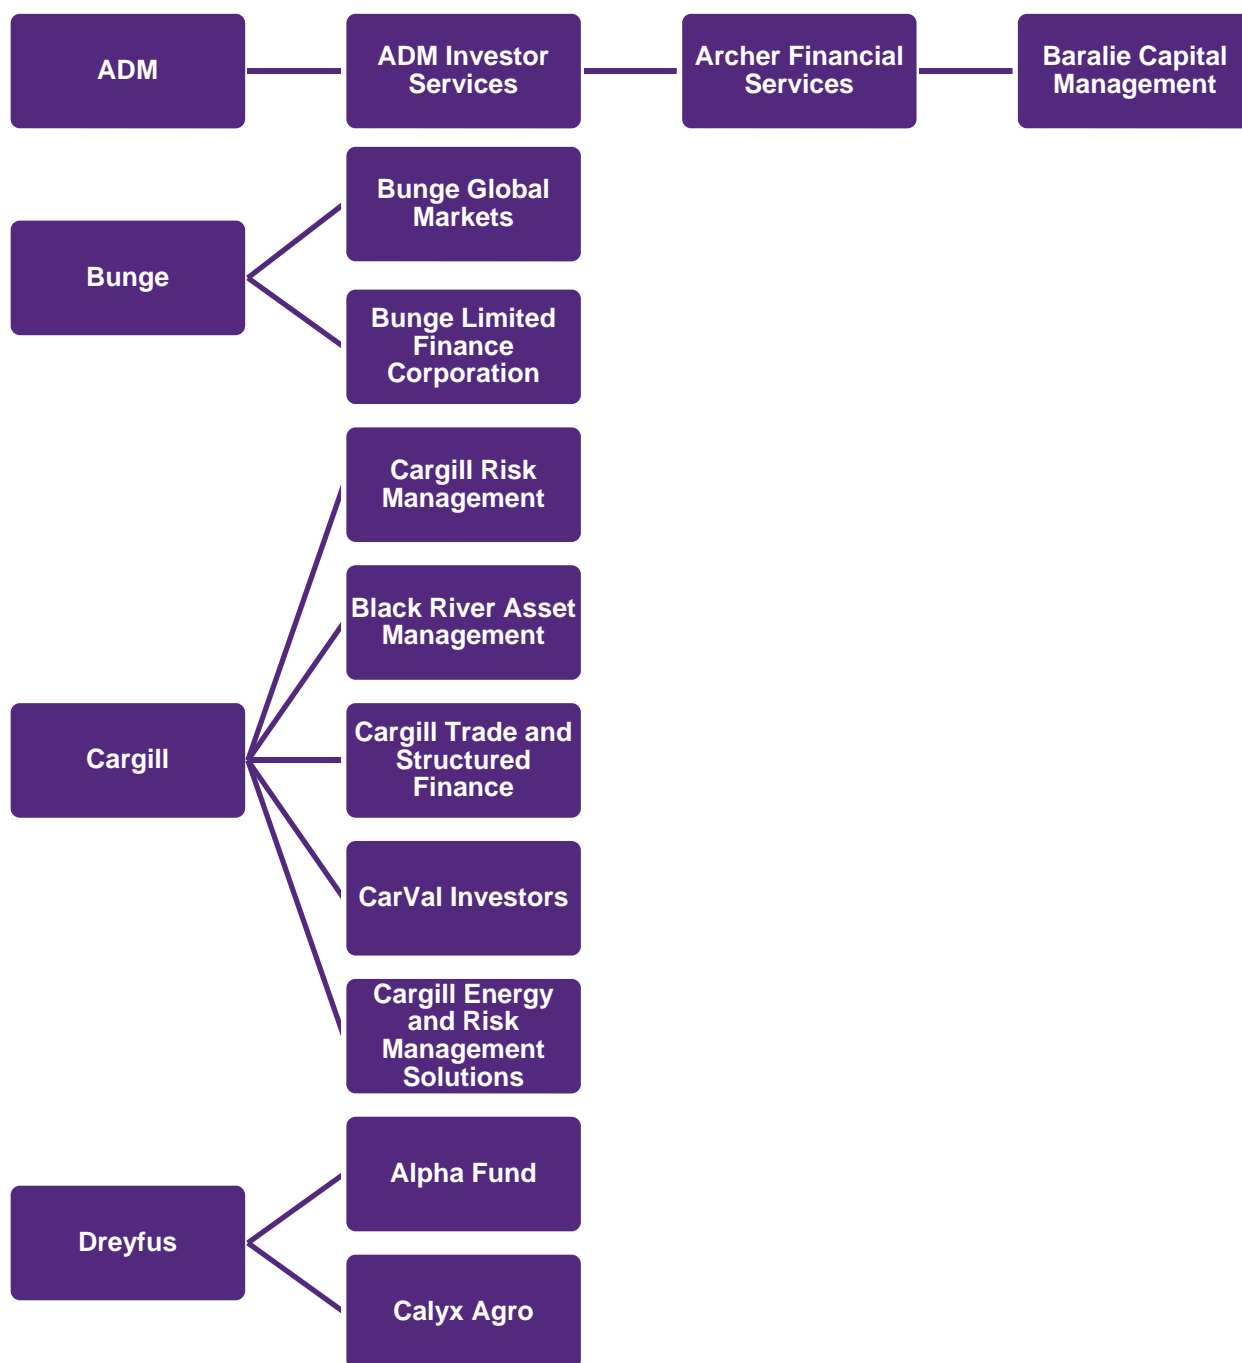 ADM
ADM Investor
Services
Archer Financial
Services
Baralie Capital
Management
Bunge
Bunge Global
Markets
Bunge Limited
Finance
Corporation
Cargill
Cargill Risk
Management
Black River Asset
Management
Cargill Trade and
Structured
Finance
CarVal Investors
Cargill Energy
and Risk
Management
Solutions
Dreyfus
Alpha Fund
Calyx Agro